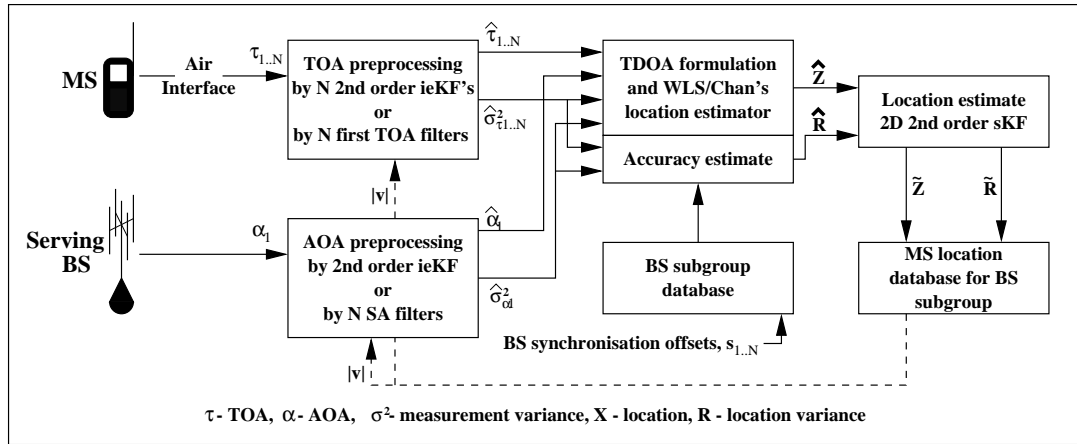 MS
Air
Interface
τ1..N
TOA preprocessing
by N 2nd order ieKF's
or
by N first TOA filters
τ̂1..N
σ̂²τ1..N
TDOA formulation
and WLS/Chan's
location estimator
Accuracy estimate
Ẑ
R̂
Location estimate
2D 2nd order sKF
|v|
Z̃
R̃
Serving
BS
α1
AOA preprocessing
by 2nd order ieKF
or
by N SA filters
α̂1
σ̂²α1
BS subgroup
database
MS location
database for BS
subgroup
BS synchronisation offsets, s1..N
|v|
τ - TOA, α - AOA, σ² - measurement variance, X - location, R - location variance